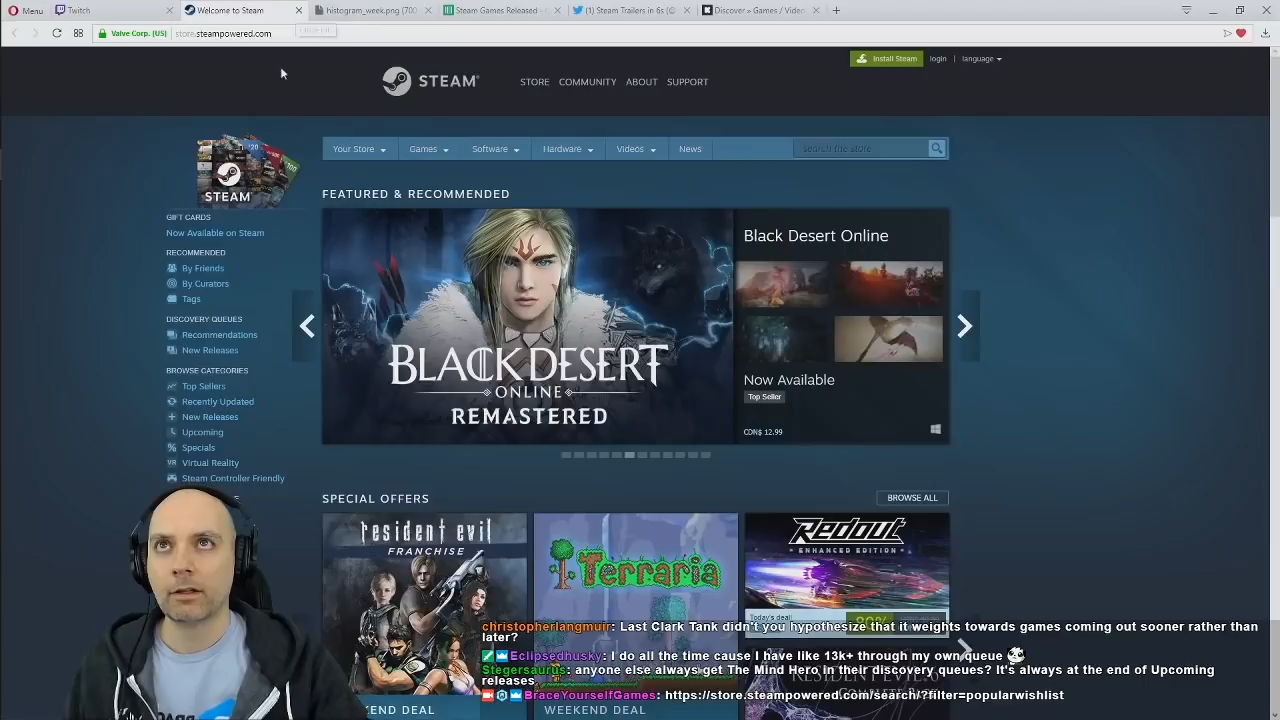 Menu
Twitch
Welcome to Steam
histogram_week.png (700
Steam Games Released -
(1) Steam Trailers in 6s (@
Discover » Games / Video
Valve Corp. [US]
store.steampowered.com
STEAM®
STORE
COMMUNITY
ABOUT
SUPPORT
Install Steam
login
|
language
STEAM
Your Store
Games
Software
Hardware
Videos
News
search the store
GIFT CARDS
Now Available on Steam
RECOMMENDED
By Friends
By Curators
Tags
DISCOVERY QUEUES
Recommendations
New Releases
BROWSE CATEGORIES
Top Sellers
Recently Updated
New Releases
Upcoming
Specials
VR Virtual Reality
Steam Controller Friendly
FEATURED & RECOMMENDED
BLACK DESERT
ONLINE
REMASTERED
Black Desert Online
Now Available
Top Seller
CDN$ 12.99
SPECIAL OFFERS
BROWSE ALL
resident evil
FRANCHISE
WEEKEND DEAL
Terraria
WEEKEND DEAL
Redout
ENHANCED EDITION
Today's deal!
RESIDENT EVIL
christopherlangmuir: Last Clark Tank didn't you hypothesize that it weights towards games coming out sooner rather than
later?
Eclipsedhusky: I do all the time cause I have like 13k+ through my own queue
Stegersaurus: anyone else always get The Mind Hero in their discovery queues? It's always at the end of Upcoming
releases
BraceYourselfGames: https://store.steampowered.com/search/?filter=popularwishlist